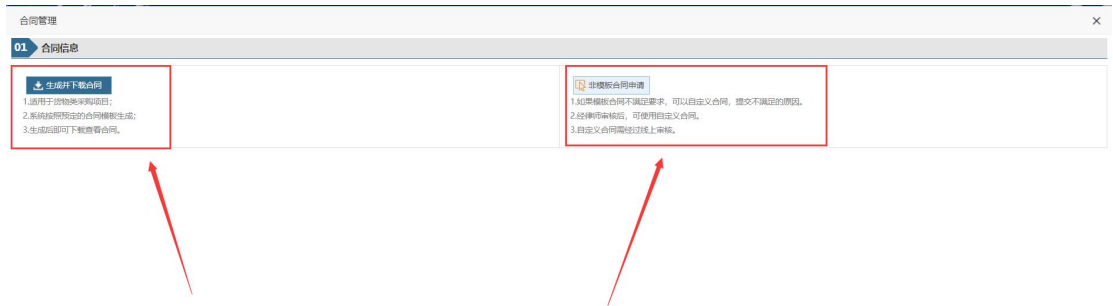 合同管理
01 合同信息
生成并下载合同
1.适用于货物类采购项目；
2.系统按照预定的合同模板生成；
3.生成后即可下载查看合同。
非模板合同申请
1.如果模板合同不满足要求，可以自定义合同，提交不满足的原因。
2.经律师审核后，可使用自定义合同。
3.自定义合同需经过线上审核。